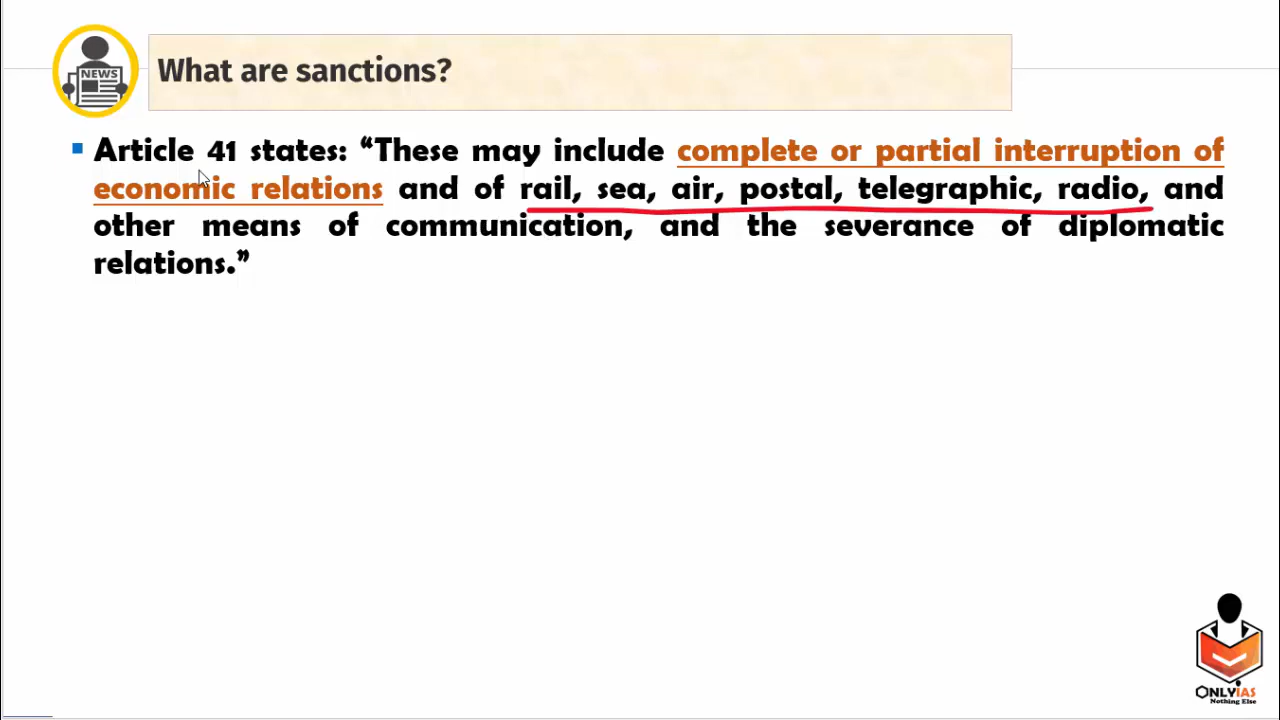 NEWS
What are sanctions?
Article 41 states: “These may include complete or partial interruption of
economic relations and of rail, sea, air, postal, telegraphic, radio, and
other means of communication, and the severance of diplomatic
relations.”
ONLYIAS
Nothing Else